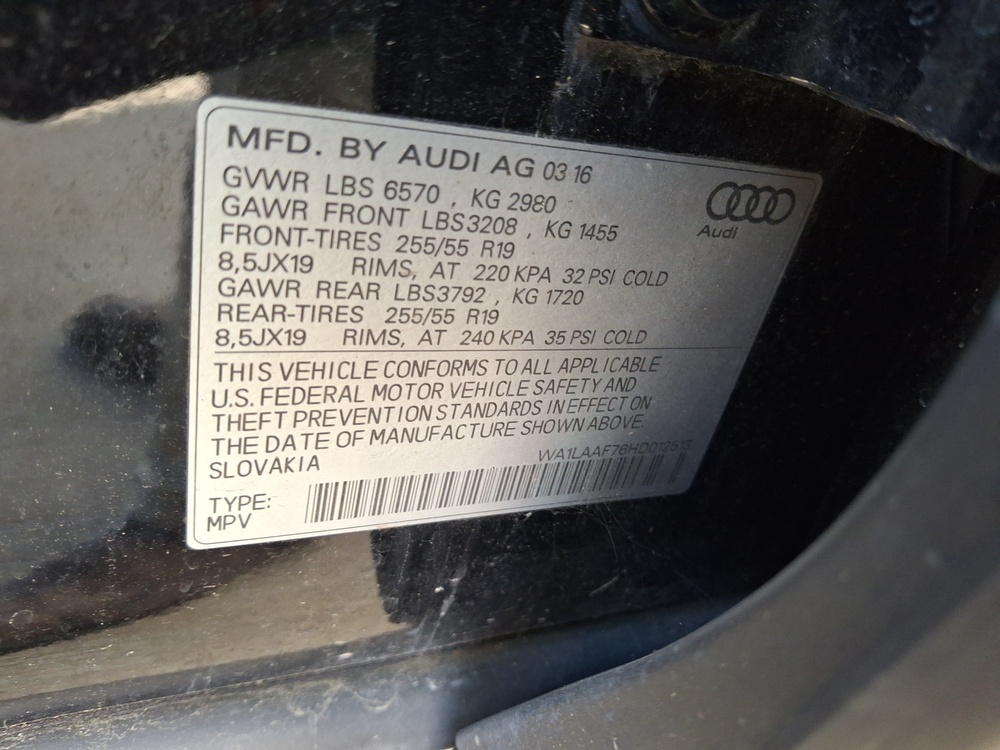 MFD. BY AUDI AG 03 16
GVWR LBS 6570 , KG 2980
GAWR FRONT LBS3208 , KG 1455
FRONT-TIRES 255/55 R19
8,5JX19 RIMS, AT 220 KPA 32 PSI COLD
GAWR REAR LBS3792 , KG 1720
REAR-TIRES 255/55 R19
8,5JX19 RIMS, AT 240 KPA 35 PSI COLD
Audi
THIS VEHICLE CONFORMS TO ALL APPLICABLE
U.S. FEDERAL MOTOR VEHICLE SAFETY AND
THEFT PREVENTION STANDARDS IN EFFECT ON
THE DATE OF MANUFACTURE SHOWN ABOVE.
SLOVAKIA
TYPE:
MPV